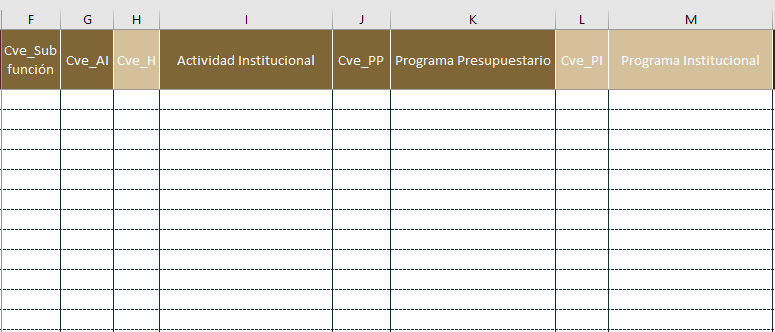 F G H I J K L M
Cve_Sub
función Cve_AI Cve_H Actividad Institucional Cve_PP Programa Presupuestario Cve_PI Programa Institucional